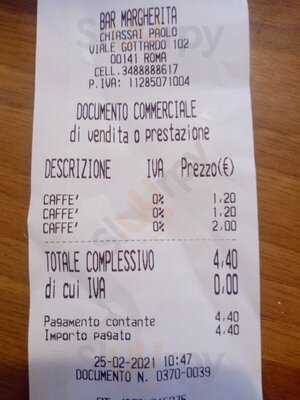 BAR MARGHERITA
CHIASSAI PAOLO
VIALE GOTTARDO 102
00141 ROMA
CELL.3488888617
P.IVA: 11285071004
DOCUMENTO COMMERCIALE
di vendita o prestazione
DESCRIZIONE IVA Prezzo(€)
CAFFE' 0% 1,20
CAFFE' 0% 1,20
CAFFE' 0% 2,00
TOTALE COMPLESSIVO 4,40
di cui IVA 0,00
Pagamento contante 4,40
Importo pagato 4,40
25-02-2021 10:47
DOCUMENTO N. 0370-0039